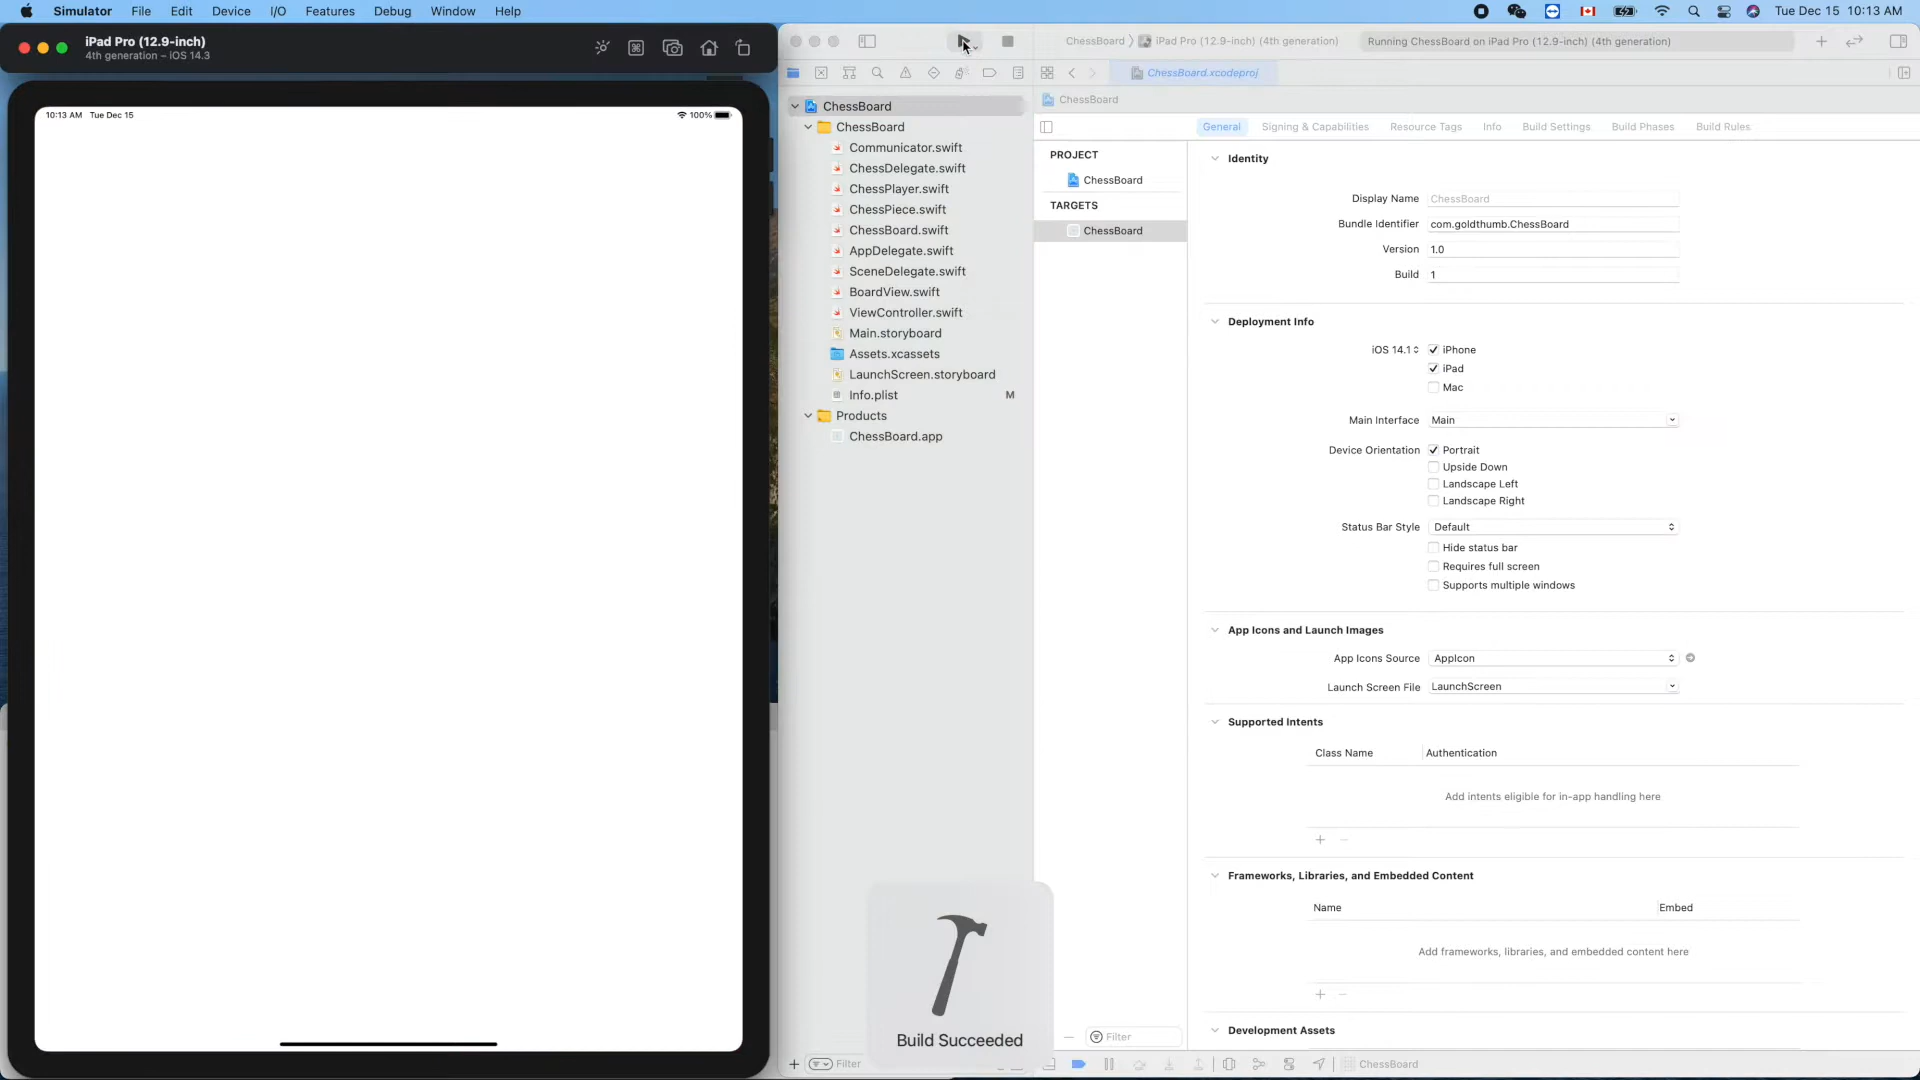 Simulator File Edit Device I/O Features Debug Window Help Tue Dec 15 10:13 AM
iPad Pro (12.9-inch)
4th generation – iOS 14.3
10:13 AM Tue Dec 15 100%
ChessBoard
ChessBoard
Communicator.swift
ChessDelegate.swift
ChessPlayer.swift
ChessPiece.swift
ChessBoard.swift
AppDelegate.swift
SceneDelegate.swift
BoardView.swift
ViewController.swift
Main.storyboard
Assets.xcassets
LaunchScreen.storyboard
Info.plist M
Products
ChessBoard.app
Filter
ChessBoard iPad Pro (12.9-inch) (4th generation) Running ChessBoard on iPad Pro (12.9-inch) (4th generation)
ChessBoard.xcodeproj
ChessBoard
General Signing & Capabilities Resource Tags Info Build Settings Build Phases Build Rules
PROJECT
ChessBoard
TARGETS
ChessBoard
Filter
Identity
Display Name ChessBoard
Bundle Identifier com.goldthumb.ChessBoard
Version 1.0
Build 1
Deployment Info
iOS 14.1 iPhone
iPad
Mac
Main Interface Main
Device Orientation Portrait
Upside Down
Landscape Left
Landscape Right
Status Bar Style Default
Hide status bar
Requires full screen
Supports multiple windows
App Icons and Launch Images
App Icons Source AppIcon
Launch Screen File LaunchScreen
Supported Intents
Class Name Authentication
Add intents eligible for in-app handling here
Frameworks, Libraries, and Embedded Content
Name Embed
Add frameworks, libraries, and embedded content here
Development Assets
ChessBoard
Build Succeeded